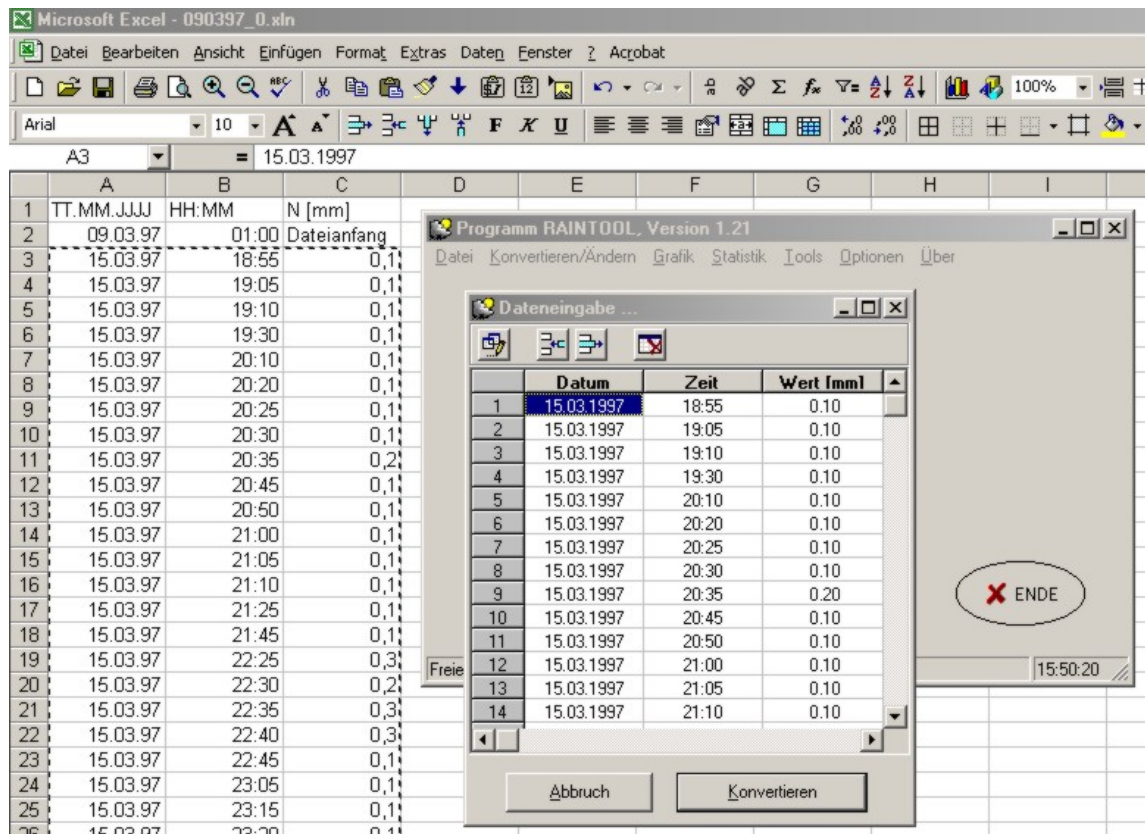 Microsoft Excel - 090397_0.xln
Datei Bearbeiten Ansicht Einfügen Format Extras Daten Fenster ? Acrobat
100%
Arial 10 A A F K U
A3 = 15.03.1997
A B C D E F G H I
1 TT.MM.JJJJ HH:MM N [mm]
2 09.03.97 01:00 Dateianfang
3 15.03.97 18:55 0,1
4 15.03.97 19:05 0,1
5 15.03.97 19:10 0,1
6 15.03.97 19:30 0,1
7 15.03.97 20:10 0,1
8 15.03.97 20:20 0,1
9 15.03.97 20:25 0,1
10 15.03.97 20:30 0,1
11 15.03.97 20:35 0,2
12 15.03.97 20:45 0,1
13 15.03.97 20:50 0,1
14 15.03.97 21:00 0,1
15 15.03.97 21:05 0,1
16 15.03.97 21:10 0,1
17 15.03.97 21:25 0,1
18 15.03.97 21:45 0,1
19 15.03.97 22:25 0,3
20 15.03.97 22:30 0,2
21 15.03.97 22:35 0,3
22 15.03.97 22:40 0,3
23 15.03.97 22:45 0,1
24 15.03.97 23:05 0,1
25 15.03.97 23:15 0,1
Programm RAINTOOL, Version 1.21
Datei Konvertieren/Ändern Grafik Statistik Tools Optionen Über
Dateneingabe ...
Datum Zeit Wert [mm]
1 15.03.1997 18:55 0.10
2 15.03.1997 19:05 0.10
3 15.03.1997 19:10 0.10
4 15.03.1997 19:30 0.10
5 15.03.1997 20:10 0.10
6 15.03.1997 20:20 0.10
7 15.03.1997 20:25 0.10
8 15.03.1997 20:30 0.10
9 15.03.1997 20:35 0.20
10 15.03.1997 20:45 0.10
11 15.03.1997 20:50 0.10
12 15.03.1997 21:00 0.10
13 15.03.1997 21:05 0.10
14 15.03.1997 21:10 0.10
Abbruch Konvertieren
ENDE
Freie
15:50:20